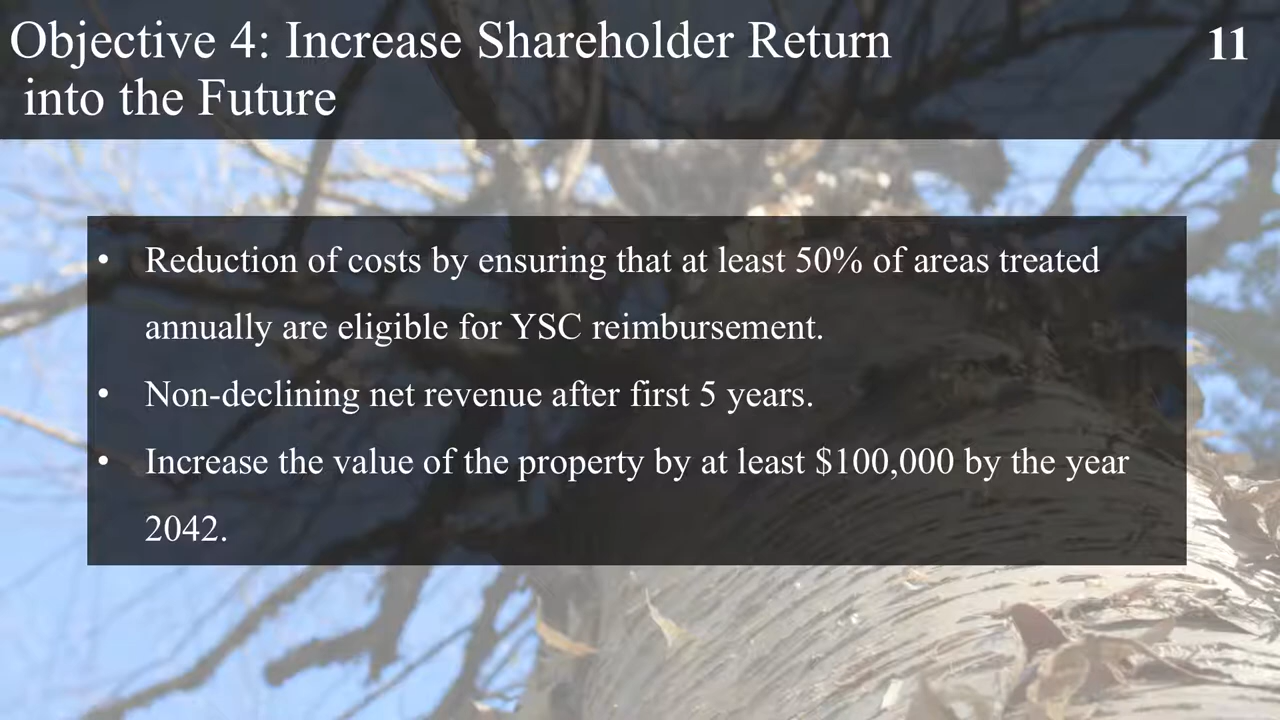 Objective 4: Increase Shareholder Return
into the Future
11
• Reduction of costs by ensuring that at least 50% of areas treated
annually are eligible for YSC reimbursement.
• Non-declining net revenue after first 5 years.
• Increase the value of the property by at least $100,000 by the year
2042.